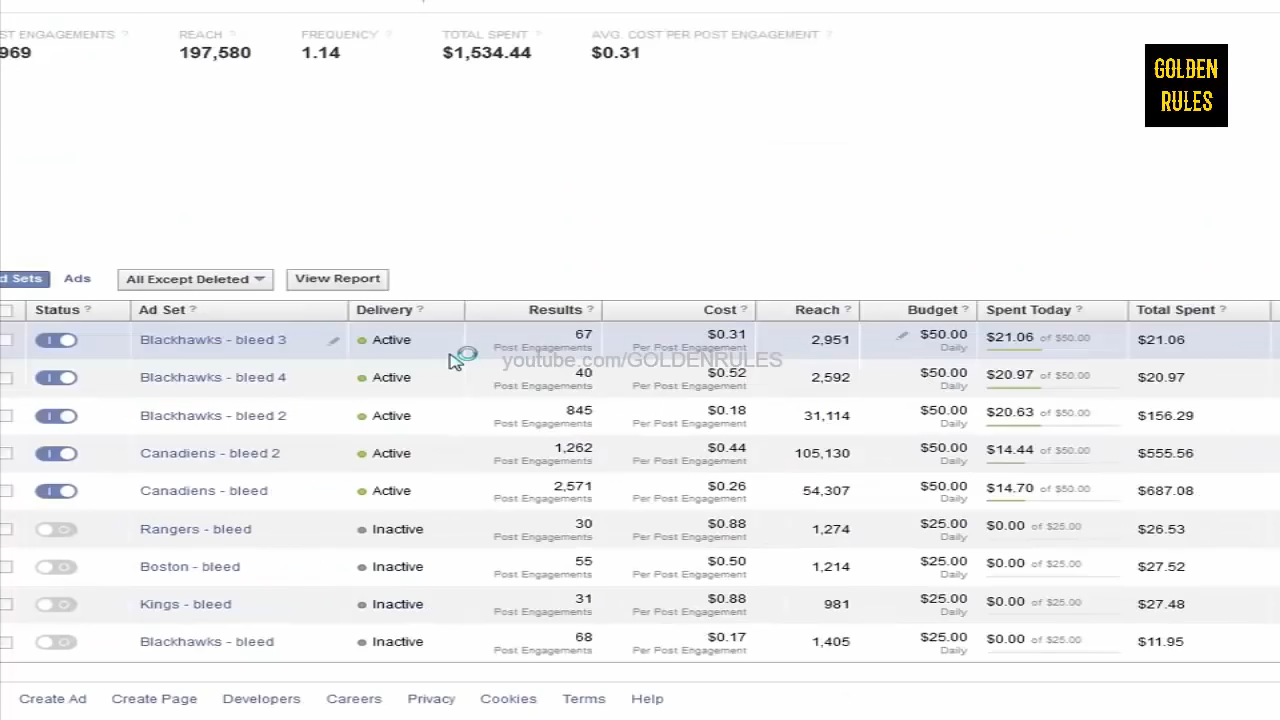 ST ENGAGEMENTS ? REACH ? FREQUENCY ? TOTAL SPENT ? AVG. COST PER POST ENGAGEMENT ?
969 197,580 1.14 $1,534.44 $0.31
GOLDEN
RULES
d Sets Ads All Except Deleted View Report
Status ? Ad Set ? Delivery ? Results ? Cost ? Reach ? Budget ? Spent Today ? Total Spent ?
Blackhawks - bleed 3 Active 67 $0.31 2,951 $50.00 $21.06 of $50.00 $21.06
Post Engagements Per Post Engagement Daily
youtube.com/GOLDENRULES
Blackhawks - bleed 4 Active 40 $0.52 2,592 $50.00 $20.97 of $50.00 $20.97
Post Engagements Per Post Engagement Daily
Blackhawks - bleed 2 Active 845 $0.18 31,114 $50.00 $20.63 of $50.00 $156.29
Post Engagements Per Post Engagement Daily
Canadiens - bleed 2 Active 1,262 $0.44 105,130 $50.00 $14.44 of $50.00 $555.56
Post Engagements Per Post Engagement Daily
Canadiens - bleed Active 2,571 $0.26 54,307 $50.00 $14.70 of $50.00 $687.08
Post Engagements Per Post Engagement Daily
Rangers - bleed Inactive 30 $0.88 1,274 $25.00 $0.00 of $25.00 $26.53
Post Engagements Per Post Engagement Daily
Boston - bleed Inactive 55 $0.50 1,214 $25.00 $0.00 of $25.00 $27.52
Post Engagements Per Post Engagement Daily
Kings - bleed Inactive 31 $0.88 981 $25.00 $0.00 of $25.00 $27.48
Post Engagements Per Post Engagement Daily
Blackhawks - bleed Inactive 68 $0.17 1,405 $25.00 $0.00 of $25.00 $11.95
Post Engagements Per Post Engagement Daily
Create Ad Create Page Developers Careers Privacy Cookies Terms Help